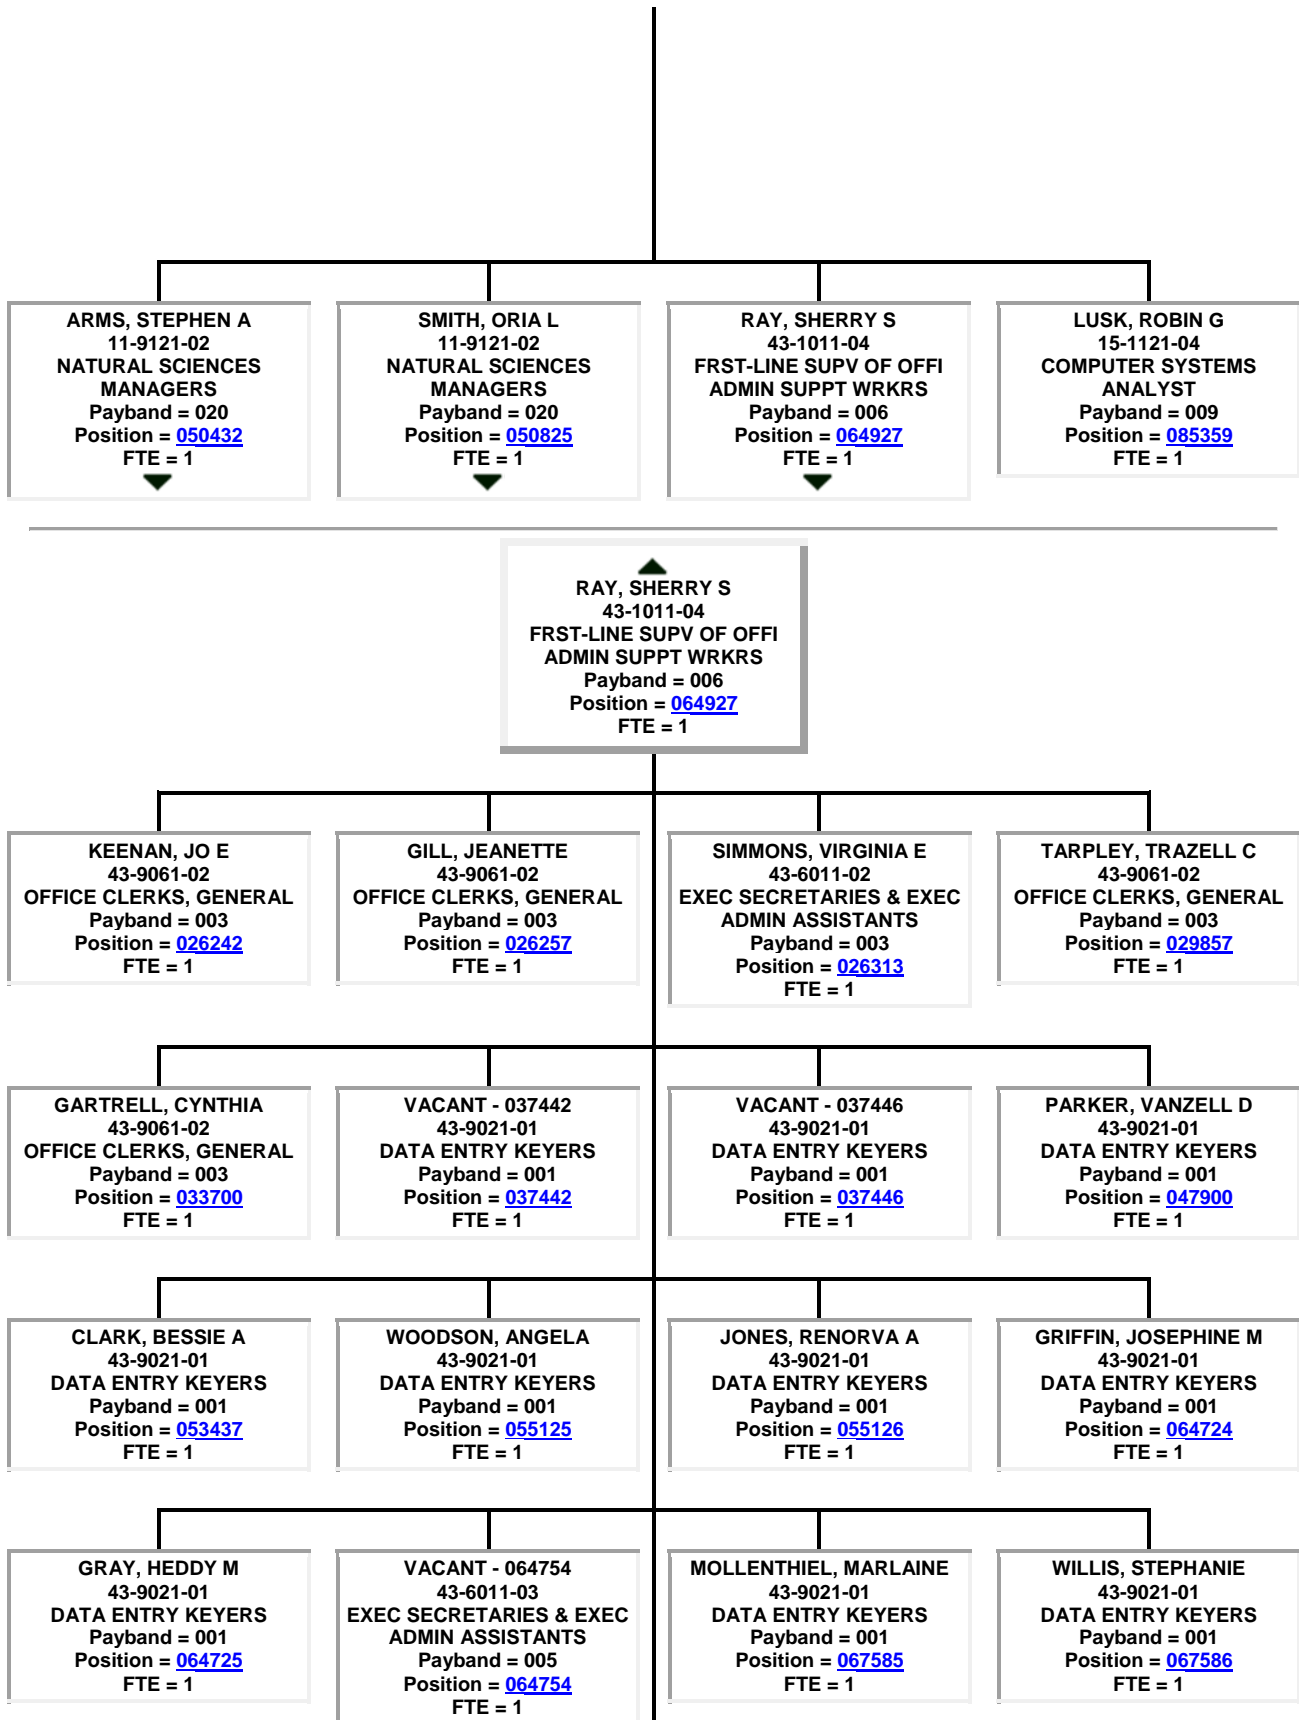 ARMS, STEPHEN A
11-9121-02
NATURAL SCIENCES
MANAGERS
Payband = 020
Position = 050432
FTE = 1
SMITH, ORIA L
11-9121-02
NATURAL SCIENCES
MANAGERS
Payband = 020
Position = 050825
FTE = 1
RAY, SHERRY S
43-1011-04
FRST-LINE SUPV OF OFFI
ADMIN SUPPT WRKRS
Payband = 006
Position = 064927
FTE = 1
LUSK, ROBIN G
15-1121-04
COMPUTER SYSTEMS
ANALYST
Payband = 009
Position = 085359
FTE = 1
RAY, SHERRY S
43-1011-04
FRST-LINE SUPV OF OFFI
ADMIN SUPPT WRKRS
Payband = 006
Position = 064927
FTE = 1
KEENAN, JO E
43-9061-02
OFFICE CLERKS, GENERAL
Payband = 003
Position = 026242
FTE = 1
GILL, JEANETTE
43-9061-02
OFFICE CLERKS, GENERAL
Payband = 003
Position = 026257
FTE = 1
SIMMONS, VIRGINIA E
43-6011-02
EXEC SECRETARIES & EXEC
ADMIN ASSISTANTS
Payband = 003
Position = 026313
FTE = 1
TARPLEY, TRAZELL C
43-9061-02
OFFICE CLERKS, GENERAL
Payband = 003
Position = 029857
FTE = 1
GARTRELL, CYNTHIA
43-9061-02
OFFICE CLERKS, GENERAL
Payband = 003
Position = 033700
FTE = 1
VACANT - 037442
43-9021-01
DATA ENTRY KEYERS
Payband = 001
Position = 037442
FTE = 1
VACANT - 037446
43-9021-01
DATA ENTRY KEYERS
Payband = 001
Position = 037446
FTE = 1
PARKER, VANZELL D
43-9021-01
DATA ENTRY KEYERS
Payband = 001
Position = 047900
FTE = 1
CLARK, BESSIE A
43-9021-01
DATA ENTRY KEYERS
Payband = 001
Position = 053437
FTE = 1
WOODSON, ANGELA
43-9021-01
DATA ENTRY KEYERS
Payband = 001
Position = 055125
FTE = 1
JONES, RENORVA A
43-9021-01
DATA ENTRY KEYERS
Payband = 001
Position = 055126
FTE = 1
GRIFFIN, JOSEPHINE M
43-9021-01
DATA ENTRY KEYERS
Payband = 001
Position = 064724
FTE = 1
GRAY, HEDDY M
43-9021-01
DATA ENTRY KEYERS
Payband = 001
Position = 064725
FTE = 1
VACANT - 064754
43-6011-03
EXEC SECRETARIES & EXEC
ADMIN ASSISTANTS
Payband = 005
Position = 064754
FTE = 1
MOLLENTHIEL, MARLAINE
43-9021-01
DATA ENTRY KEYERS
Payband = 001
Position = 067585
FTE = 1
WILLIS, STEPHANIE
43-9021-01
DATA ENTRY KEYERS
Payband = 001
Position = 067586
FTE = 1